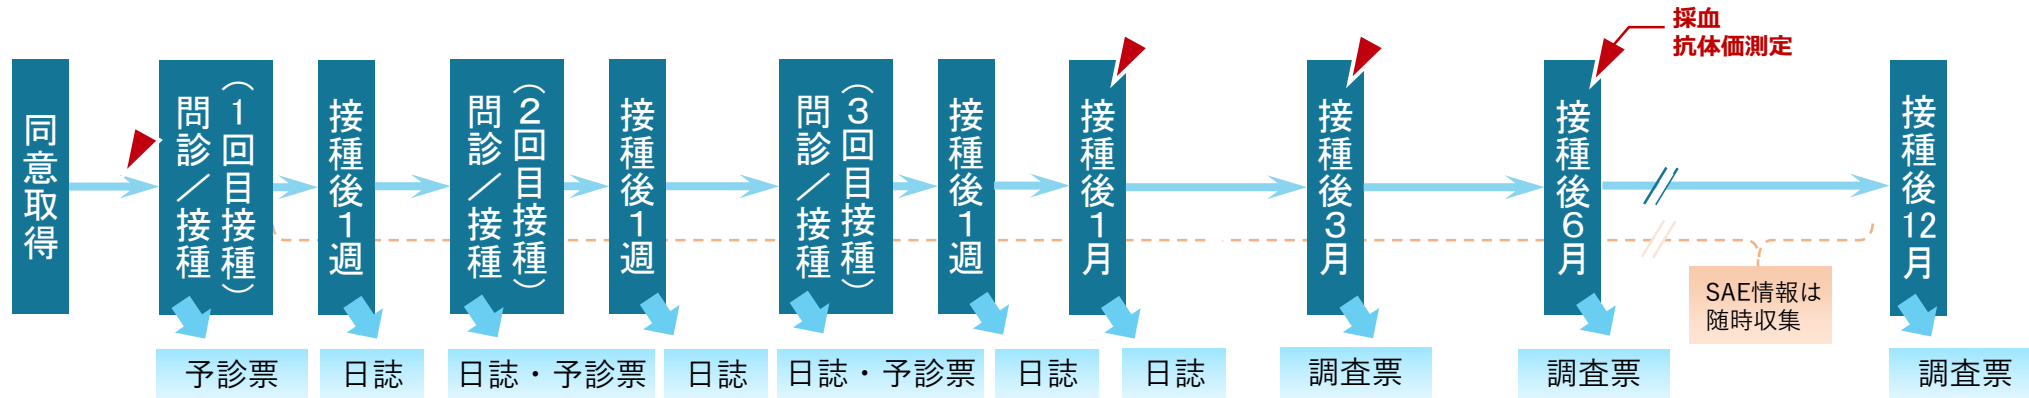 採血
抗体価測定
同意取得
(1回目接種)
問診/接種
接種後1週
(2回目接種)
問診/接種
接種後1週
(3回目接種)
問診/接種
接種後1週
接種後1月
接種後3月
接種後6月
接種後12月
SAE情報は
随時収集
予診票
日誌
日誌・予診票
日誌
日誌・予診票
日誌
日誌
調査票
調査票
調査票